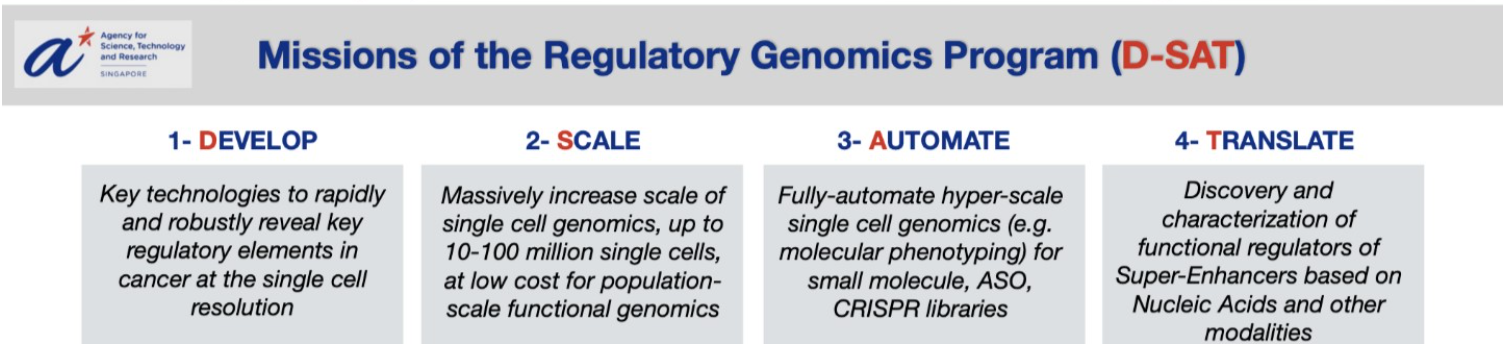 Agency for
Science, Technology
and Research
SINGAPORE
Missions of the Regulatory Genomics Program (D-SAT)
1- DEVELOP
Key technologies to rapidly
and robustly reveal key
regulatory elements in
cancer at the single cell
resolution
2- SCALE
Massively increase scale of
single cell genomics, up to
10-100 million single cells,
at low cost for population-
scale functional genomics
3- AUTOMATE
Fully-automate hyper-scale
single cell genomics (e.g.
molecular phenotyping) for
small molecule, ASO,
CRISPR libraries
4- TRANSLATE
Discovery and
characterization of
functional regulators of
Super-Enhancers based on
Nucleic Acids and other
modalities